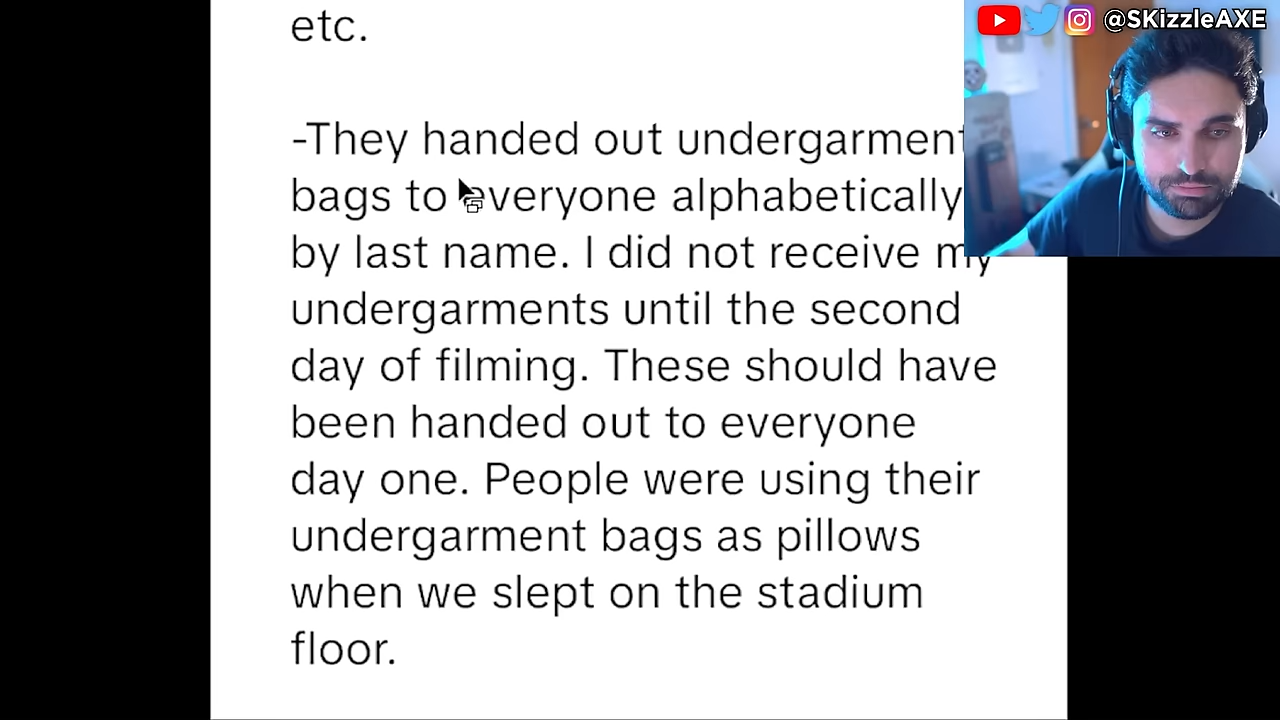 etc.
@SKizzleAXE
-They handed out undergarment
bags to everyone alphabetically
by last name. I did not receive my
undergarments until the second
day of filming. These should have
been handed out to everyone
day one. People were using their
undergarment bags as pillows
when we slept on the stadium
floor.